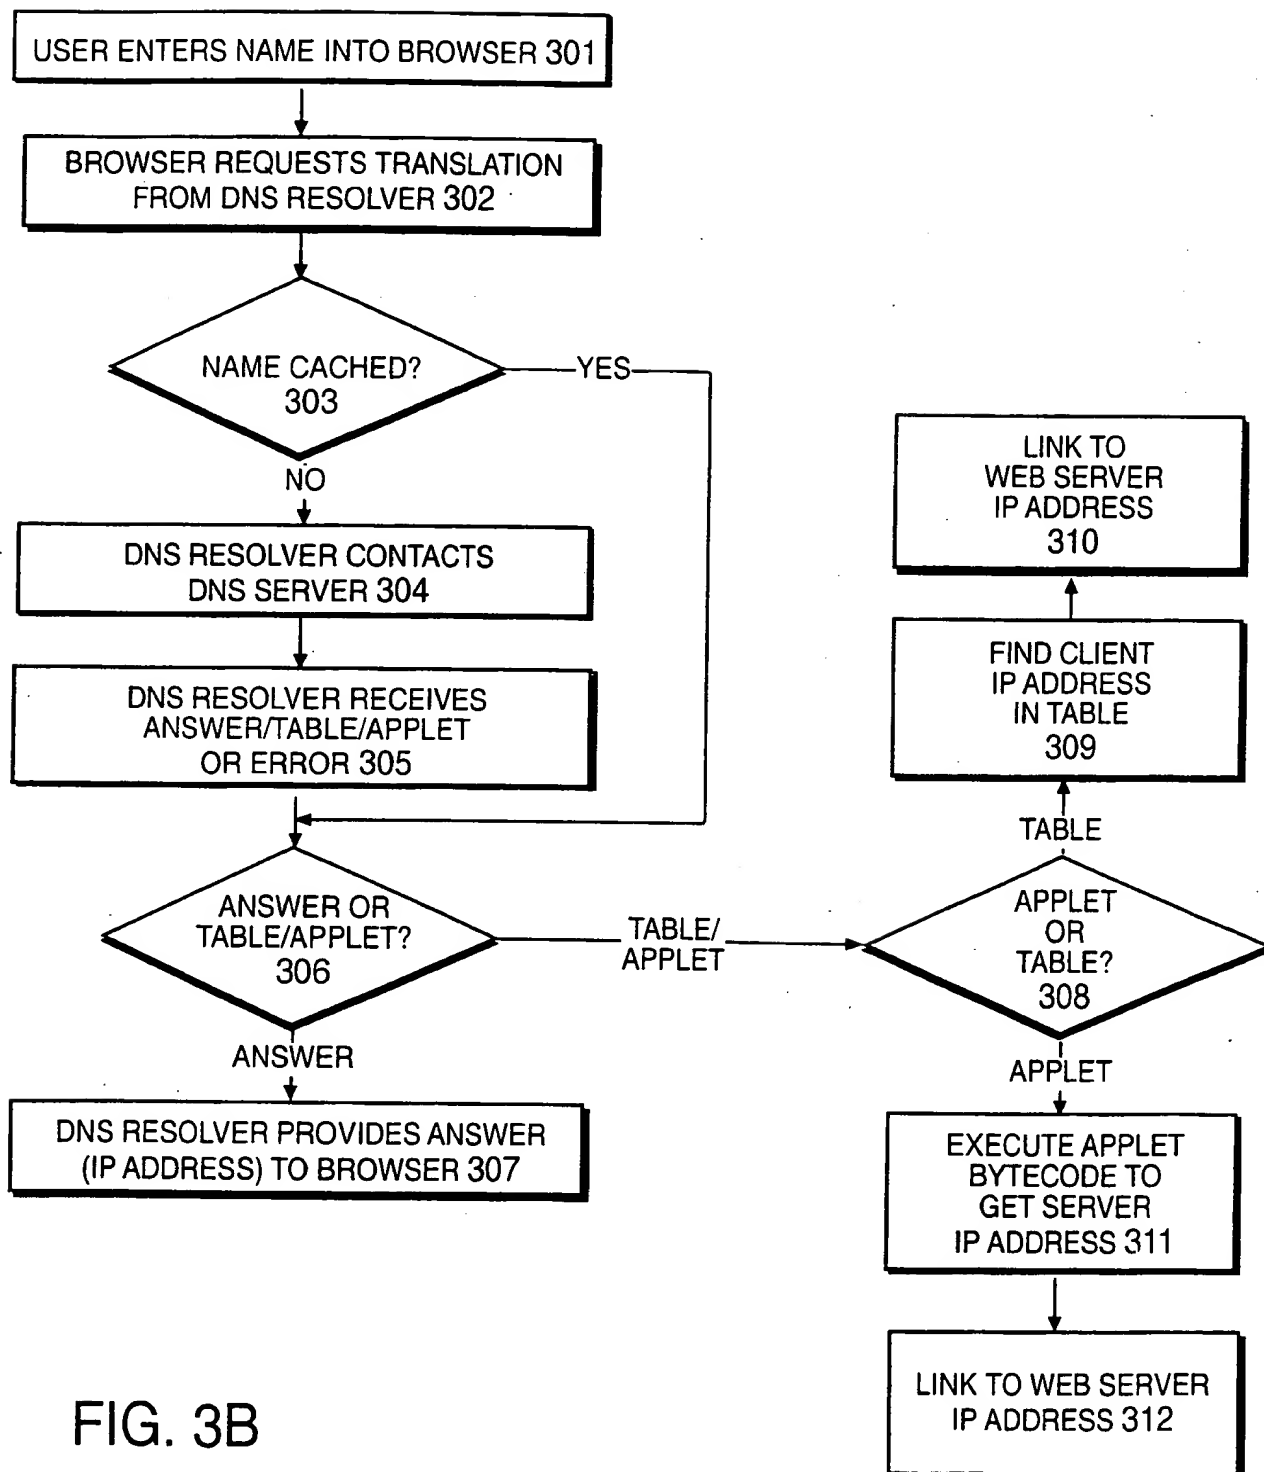 USER ENTERS NAME INTO BROWSER 301
BROWSER REQUESTS TRANSLATION
FROM DNS RESOLVER 302
NAME CACHED?
303
YES
NO
DNS RESOLVER CONTACTS
DNS SERVER 304
DNS RESOLVER RECEIVES
ANSWER/TABLE/APPLET
OR ERROR 305
ANSWER OR
TABLE/APPLET?
306
TABLE/
APPLET
ANSWER
DNS RESOLVER PROVIDES ANSWER
(IP ADDRESS) TO BROWSER 307
LINK TO
WEB SERVER
IP ADDRESS
310
FIND CLIENT
IP ADDRESS
IN TABLE
309
TABLE
APPLET
OR
TABLE?
308
APPLET
EXECUTE APPLET
BYTECODE TO
GET SERVER
IP ADDRESS 311
LINK TO WEB SERVER
IP ADDRESS 312
FIG. 3B